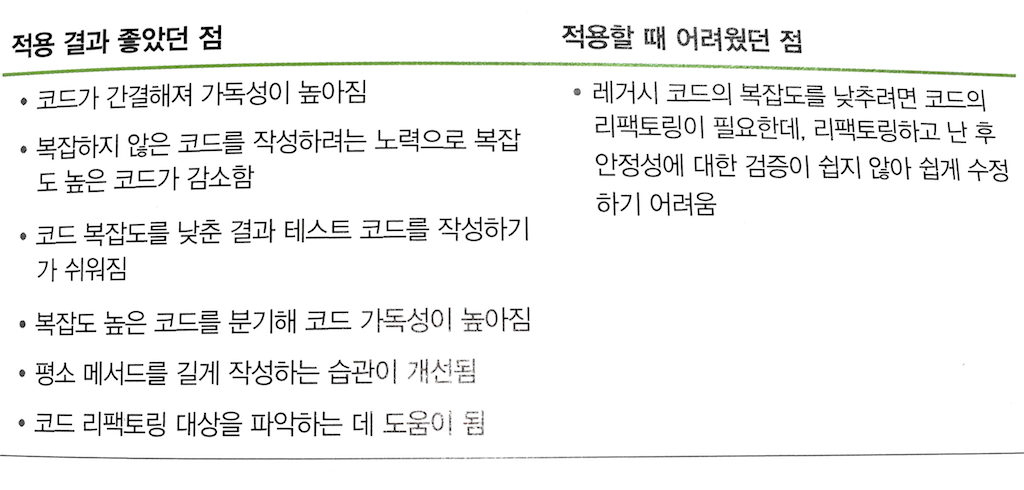 적용 결과 좋았던 점
• 코드가 간결해져 가독성이 높아짐
• 복잡하지 않은 코드를 작성하려는 노력으로 복잡
도 높은 코드가 감소함
• 코드 복잡도를 낮춘 결과 테스트 코드를 작성하기
가 쉬워짐
• 복잡도 높은 코드를 분기해 코드 가독성이 높아짐
• 평소 메서드를 길게 작성하는 습관이 개선됨
• 코드 리팩토링 대상을 파악하는 데 도움이 됨
적용할 때 어려웠던 점
• 레거시 코드의 복잡도를 낮추려면 코드의
리팩토링이 필요한데, 리팩토링하고 난 후
안정성에 대한 검증이 쉽지 않아 쉽게 수정
하기 어려움